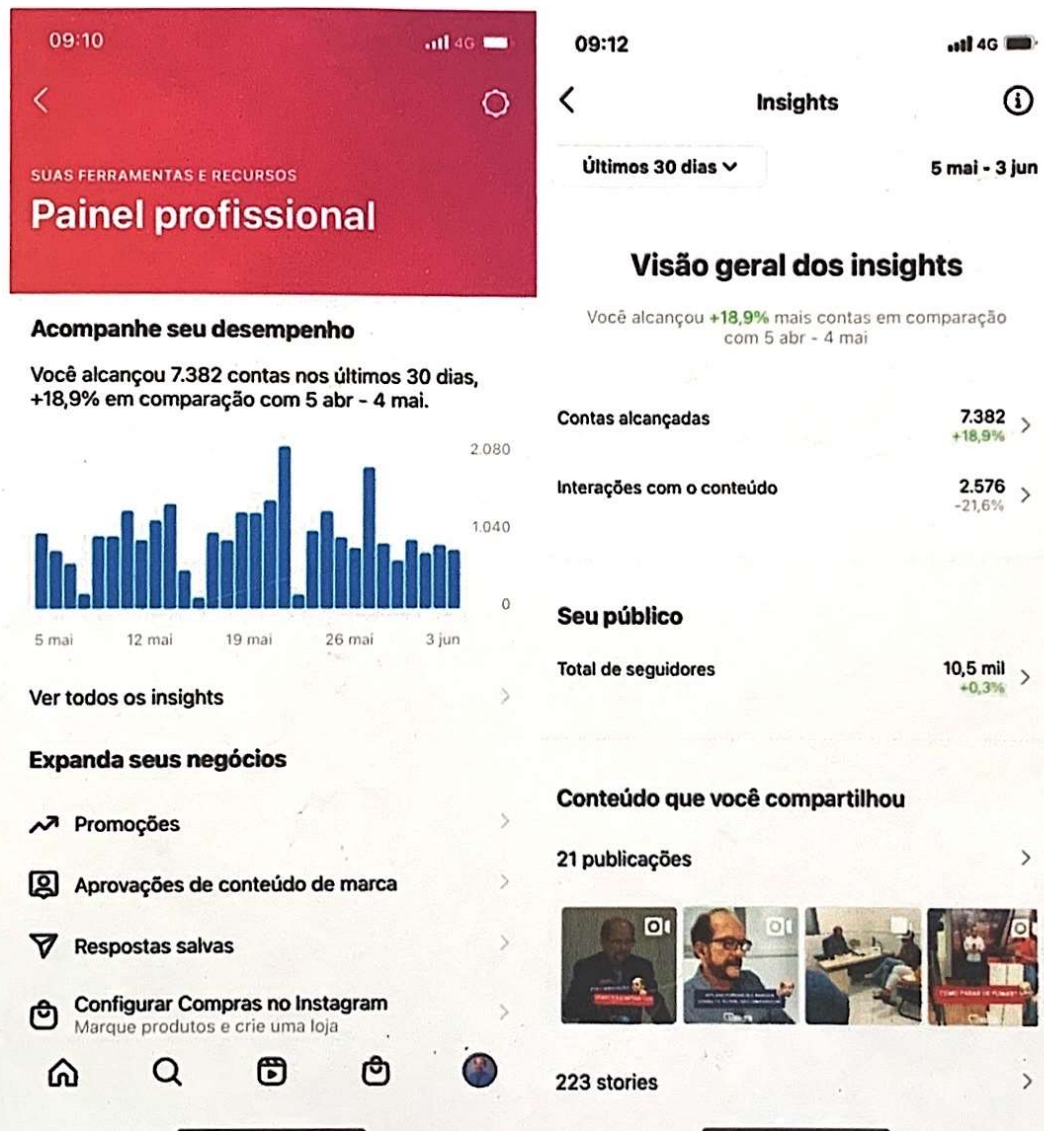 09:10
4G
SUAS FERRAMENTAS E RECURSOS
Painel profissional
Acompanhe seu desempenho
Você alcançou 7.382 contas nos últimos 30 dias,
+18,9% em comparação com 5 abr - 4 mai.
2.080
1.040
0
5 mai 12 mai 19 mai 26 mai 3 jun
Ver todos os insights
Expanda seus negócios
Promoções
Aprovações de conteúdo de marca
Respostas salvas
Configurar Compras no Instagram
Marque produtos e crie uma loja
09:12
4G
Insights
Últimos 30 dias
5 mai - 3 jun
Visão geral dos insights
Você alcançou +18,9% mais contas em comparação
com 5 abr - 4 mai
Contas alcançadas 7.382
+18,9%
Interações com o conteúdo 2.576
-21,6%
Seu público
Total de seguidores 10,5 mil
+0,3%
Conteúdo que você compartilhou
21 publicações
COMO PARAR DE FUMAR?
223 stories